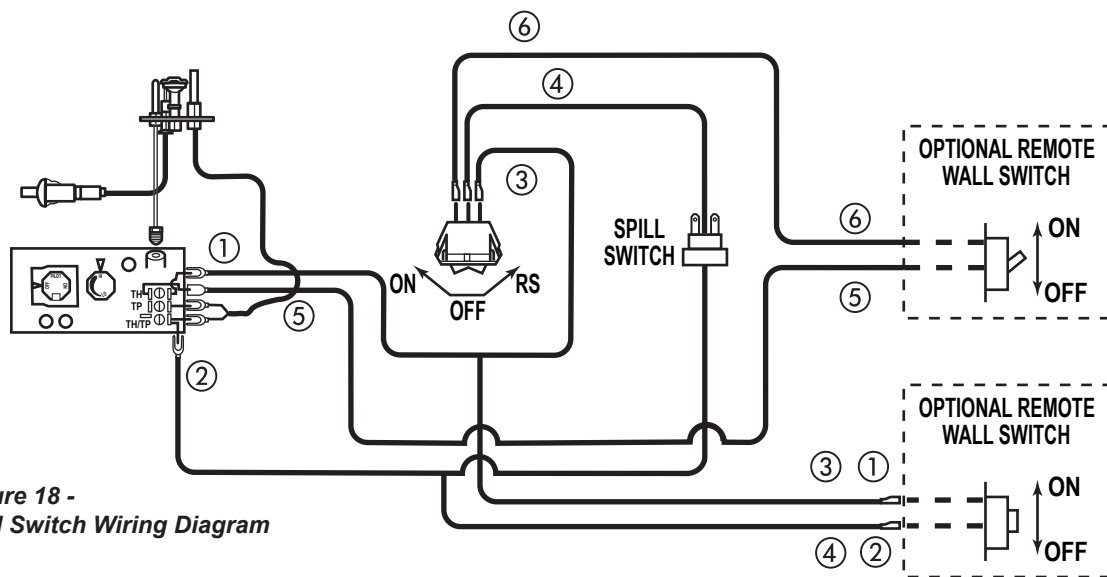 ⑥
④
③
OPTIONAL REMOTE
WALL SWITCH
⑥
ON
SPILL
SWITCH
①
ON
OFF
RS
⑤
OFF
PILOT
TH
TP
TH/TP
⑤
②
OPTIONAL REMOTE
WALL SWITCH
③ ①
ON
ure 18 -
Switch Wiring Diagram
④ ②
OFF